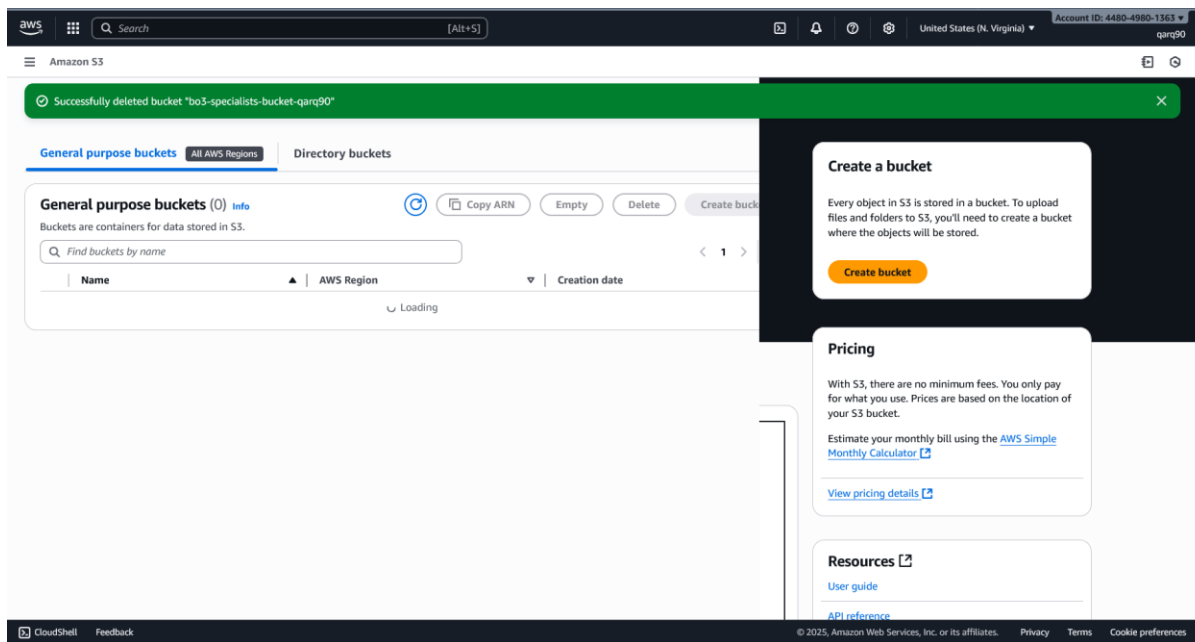 aws
Search
[Alt+S]
United States (N. Virginia)
Account ID: 4480-4980-1363
qarq90
Amazon S3
Successfully deleted bucket "bo3-specialists-bucket-qarq90"
General purpose buckets All AWS Regions
Directory buckets
General purpose buckets (0) Info
Copy ARN
Empty
Delete
Create buck
Buckets are containers for data stored in S3.
Find buckets by name
1
Name
AWS Region
Creation date
Loading
Create a bucket
Every object in S3 is stored in a bucket. To upload
files and folders to S3, you'll need to create a bucket
where the objects will be stored.
Create bucket
Pricing
With S3, there are no minimum fees. You only pay
for what you use. Prices are based on the location of
your S3 bucket.
Estimate your monthly bill using the AWS Simple
Monthly Calculator
View pricing details
Resources
User guide
API reference
CloudShell
Feedback
© 2025, Amazon Web Services, Inc. or its affiliates.
Privacy
Terms
Cookie preferences